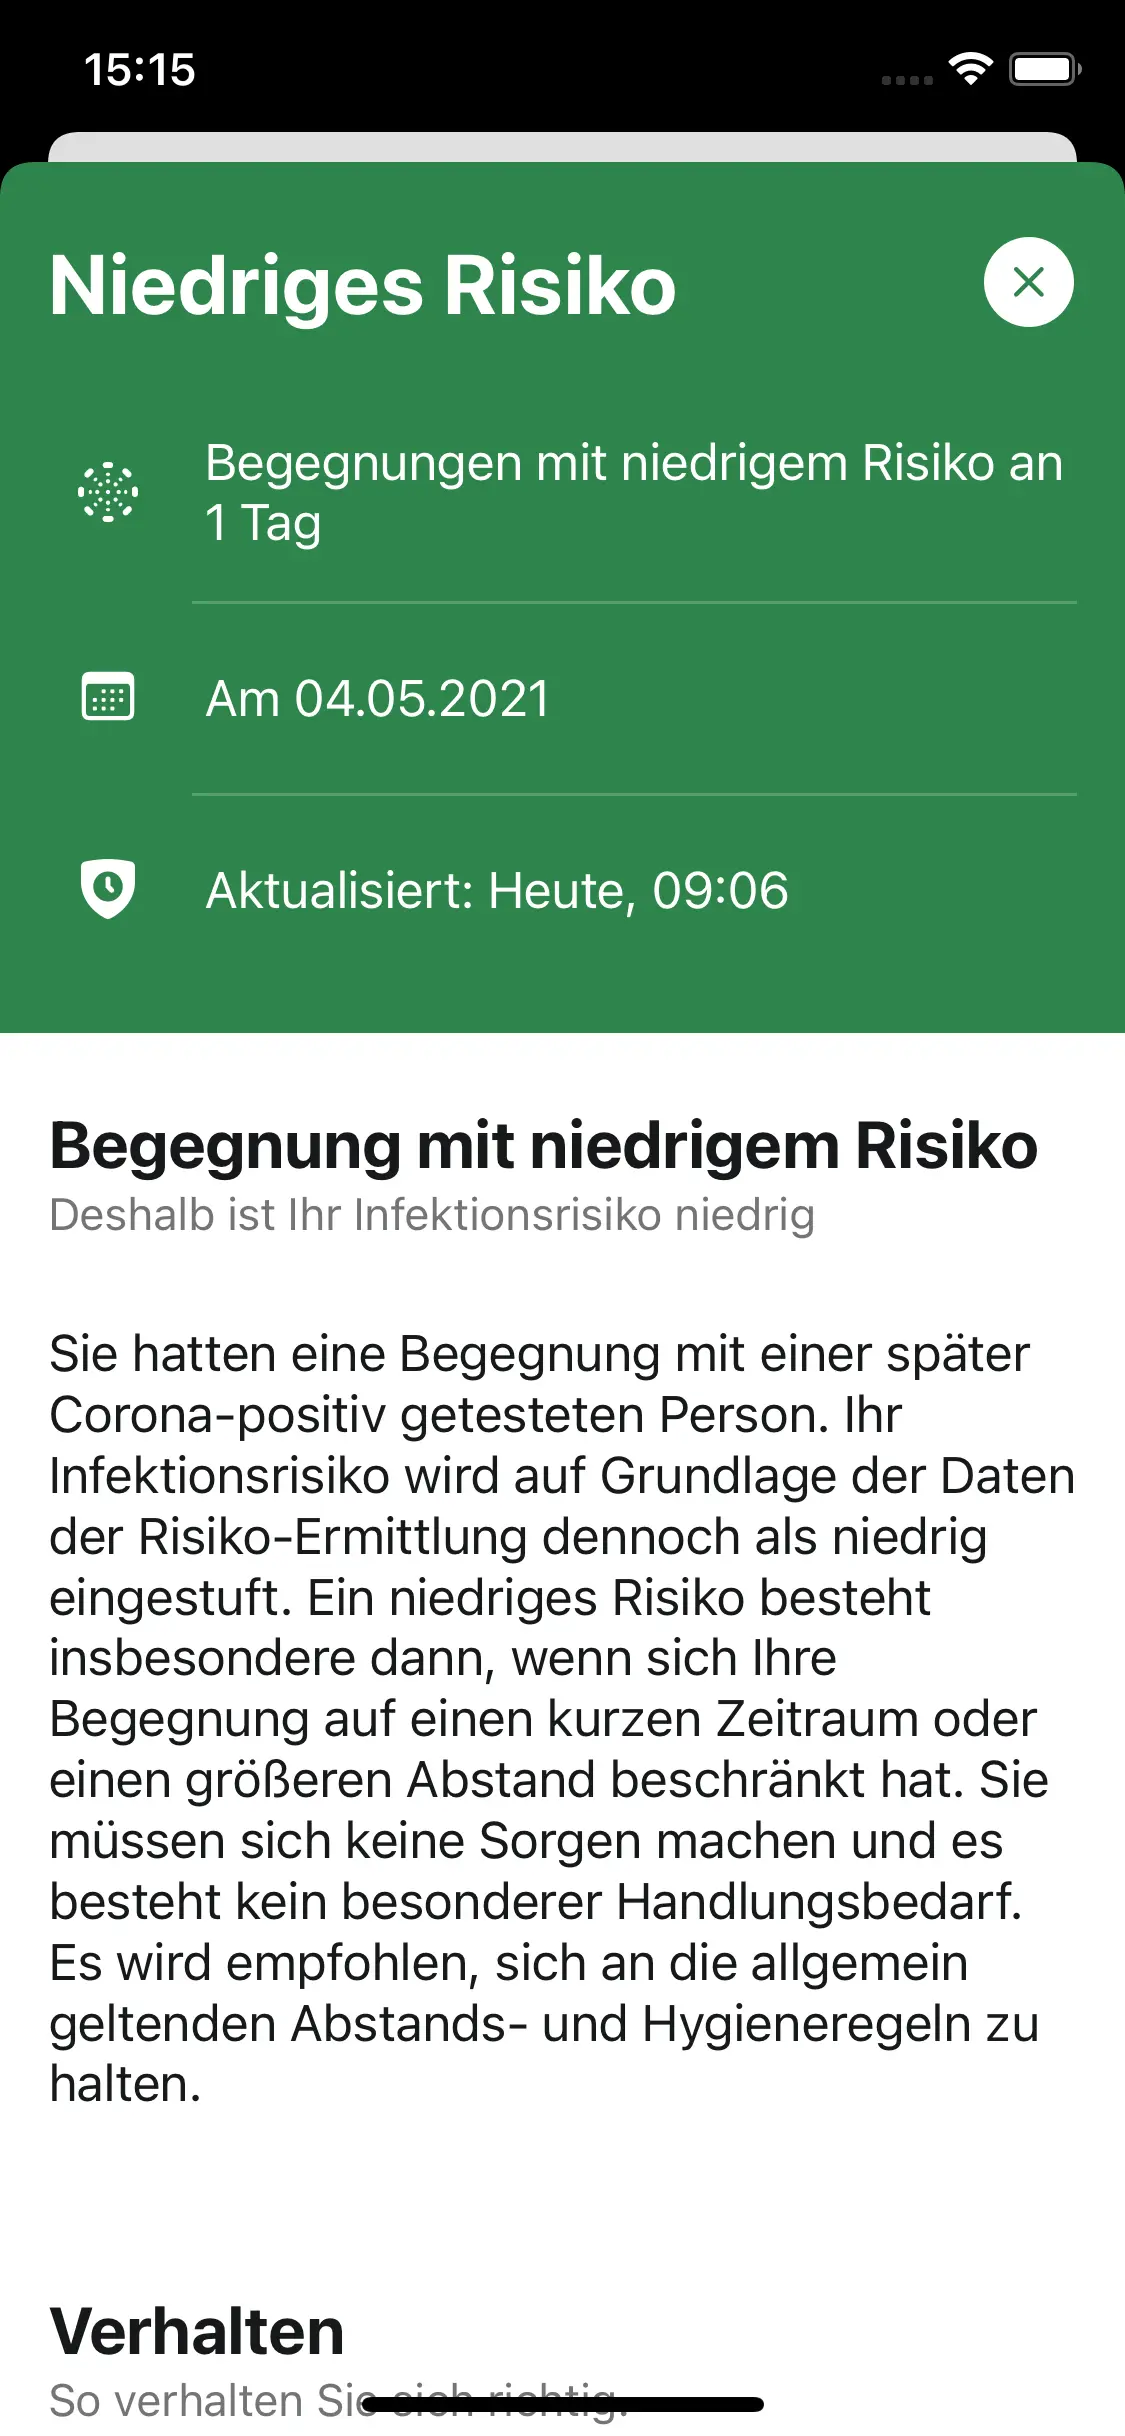 15:15
Niedriges Risiko
Begegnungen mit niedrigem Risiko an
1 Tag
Am 04.05.2021
Aktualisiert: Heute, 09:06
Begegnung mit niedrigem Risiko
Deshalb ist Ihr Infektionsrisiko niedrig
Sie hatten eine Begegnung mit einer später
Corona-positiv getesteten Person. Ihr
Infektionsrisiko wird auf Grundlage der Daten
der Risiko-Ermittlung dennoch als niedrig
eingestuft. Ein niedriges Risiko besteht
insbesondere dann, wenn sich Ihre
Begegnung auf einen kurzen Zeitraum oder
einen größeren Abstand beschränkt hat. Sie
müssen sich keine Sorgen machen und es
besteht kein besonderer Handlungsbedarf.
Es wird empfohlen, sich an die allgemein
geltenden Abstands- und Hygieneregeln zu
halten.
Verhalten
So verhalten Sie sich richtig.